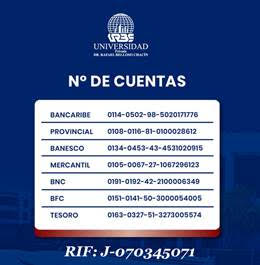 URBE
UNIVERSIDAD
DR. RAFAEL BELLOSO CHACÍN
Nº DE CUENTAS
BANCARIBE 0114-0502-98-5020171776
PROVINCIAL 0108-0116-81-0100028612
BANESCO 0134-0453-43-4531020915
MERCANTIL 0105-0067-27-1067296123
BNC 0191-0192-42-2100006349
BFC 0151-0141-50-3000054005
TESORO 0163-0327-51-3273005574
RIF: J-070345071